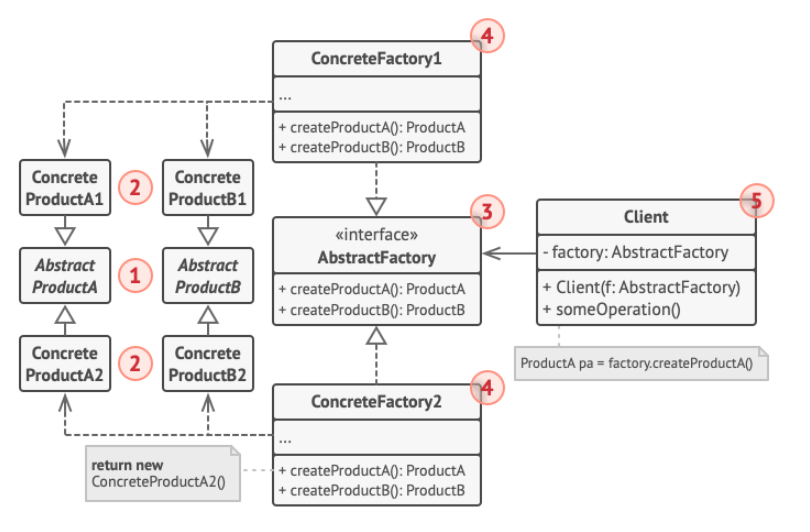 4
ConcreteFactory1
...
+ createProductA(): ProductA
+ createProductB(): ProductB
Concrete
ProductA1
2
Concrete
ProductB1
3
«interface»
AbstractFactory
+ createProductA(): ProductA
+ createProductB(): ProductB
5
Client
- factory: AbstractFactory
+ Client(f: AbstractFactory)
+ someOperation()
Abstract
ProductA
1
Abstract
ProductB
Concrete
ProductA2
2
Concrete
ProductB2
ProductA pa = factory.createProductA()
4
ConcreteFactory2
...
+ createProductA(): ProductA
+ createProductB(): ProductB
return new
ConcreteProductA2()